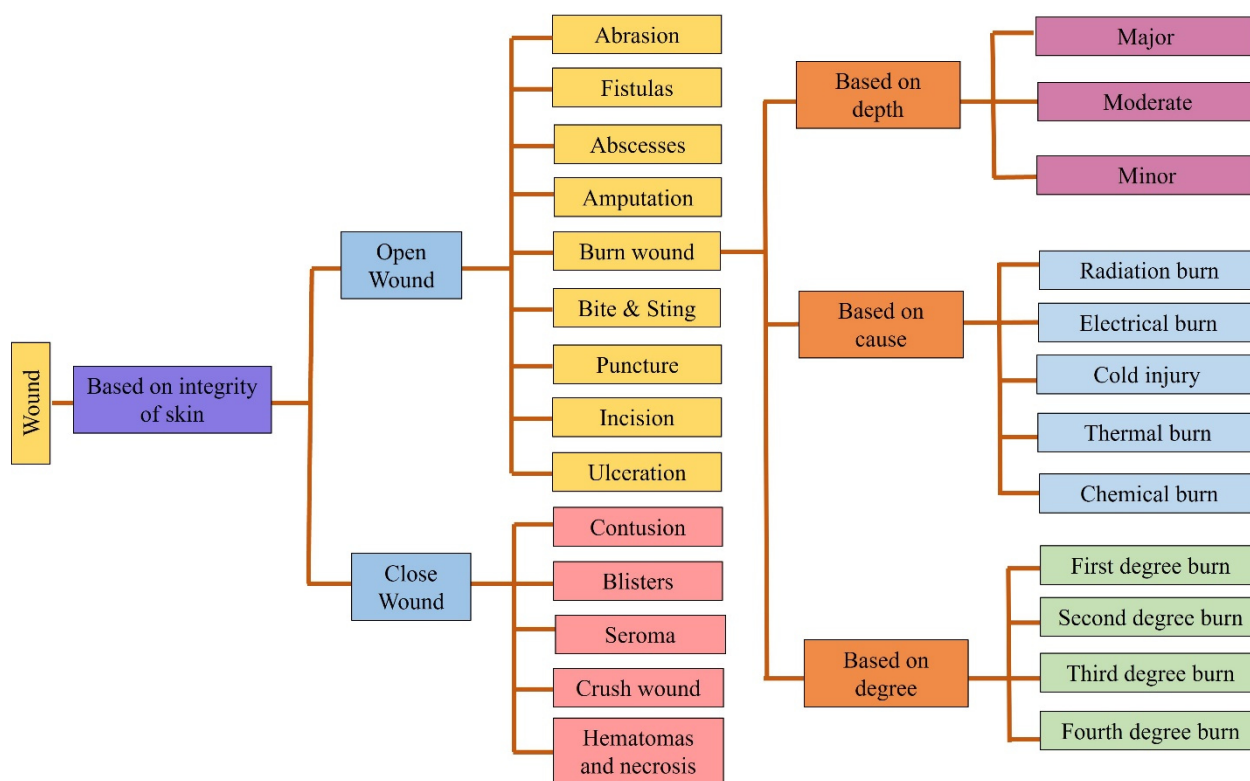 Wound
Based on integrity
of skin
Open
Wound
Close
Wound
Abrasion
Fistulas
Abscesses
Amputation
Burn wound
Bite & Sting
Puncture
Incision
Ulceration
Contusion
Blisters
Seroma
Crush wound
Hematomas
and necrosis
Based on
depth
Based on
cause
Based on
degree
Major
Moderate
Minor
Radiation burn
Electrical burn
Cold injury
Thermal burn
Chemical burn
First degree burn
Second degree burn
Third degree burn
Fourth degree burn